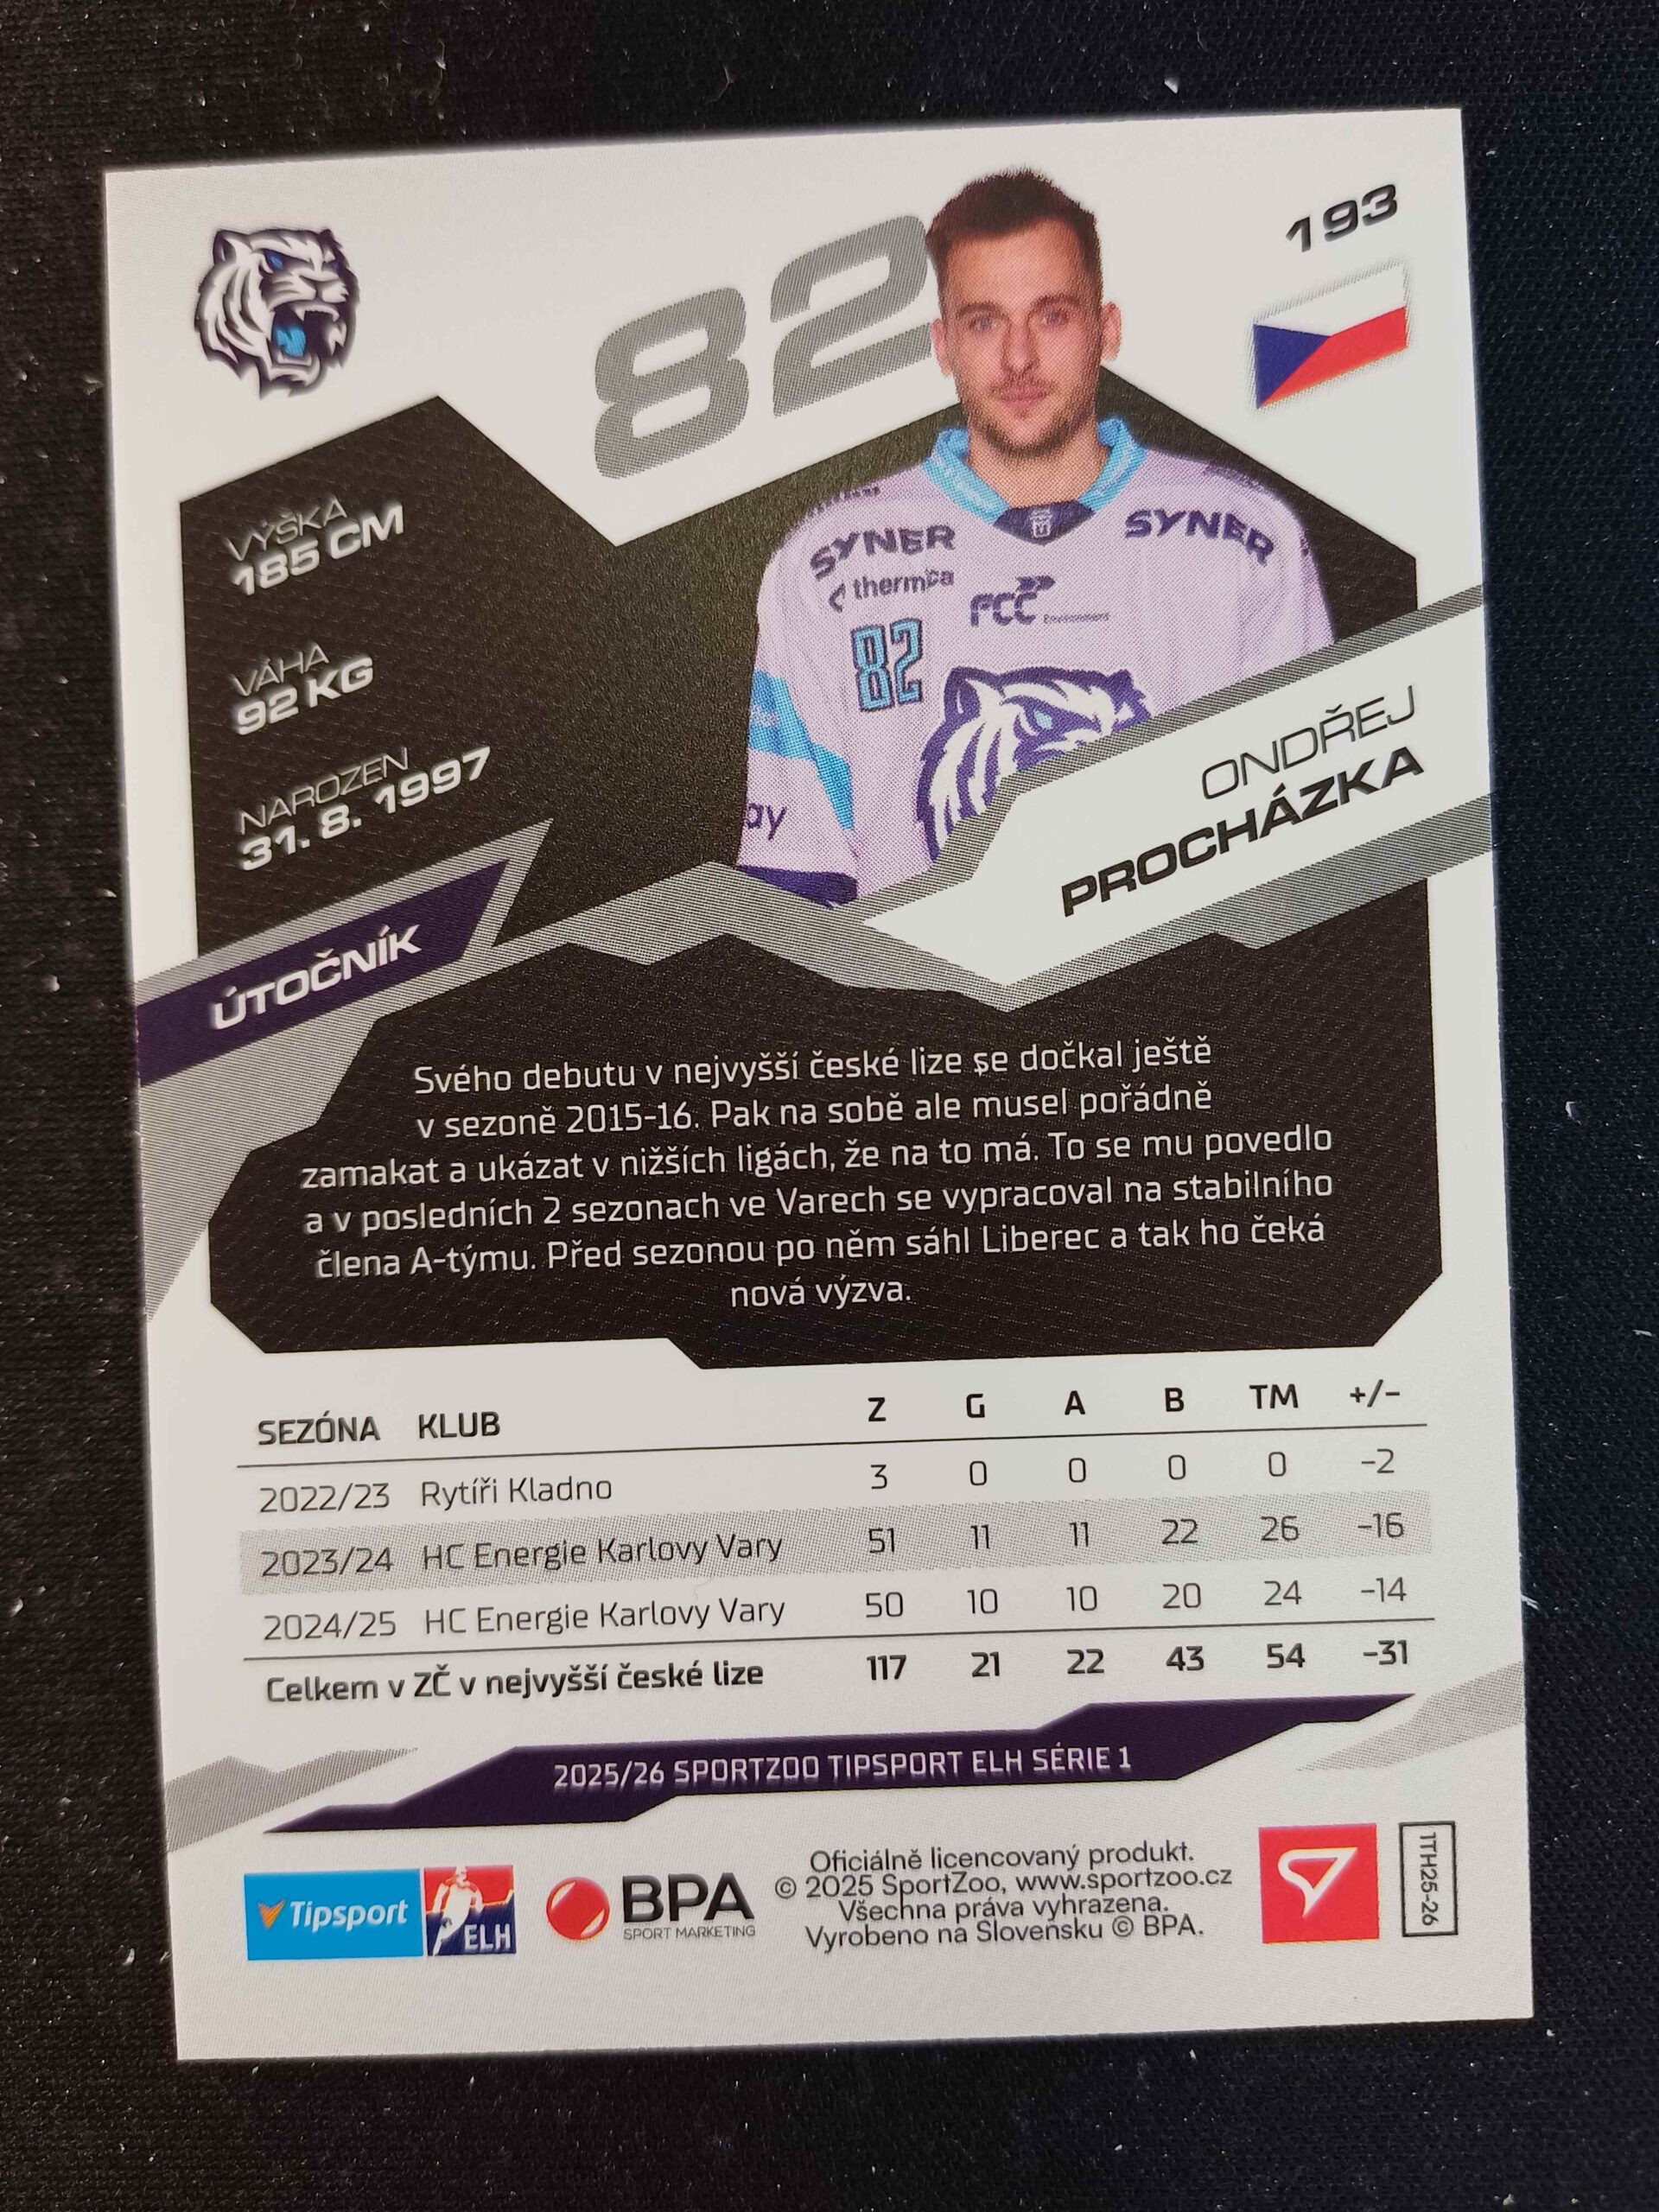 193
82
VÝŠKA
185 CM
VÁHA
92 KG
NAROZEN
31. 8. 1997
SYNER
SYNER
thermica
FCC
Environment
82
ay
ONDŘEJ
PROCHÁZKA
ÚTOČNÍK
Svého debutu v nejvyšší české lize se dočkal ještě
v sezoně 2015-16. Pak na sobě ale musel pořádně
zamakat a ukázat v nižších ligách, že na to má. To se mu povedlo
a v posledních 2 sezonach ve Varech se vypracoval na stabilního
člena A-týmu. Před sezonou po něm sáhl Liberec a tak ho čeká
nová výzva.
SEZÓNA KLUB Z G A B TM +/-
2022/23 Rytíři Kladno 3 0 0 0 0 -2
2023/24 HC Energie Karlovy Vary 51 11 11 22 26 -16
2024/25 HC Energie Karlovy Vary 50 10 10 20 24 -14
Celkem v ZČ v nejvyšší české lize 117 21 22 43 54 -31
2025/26 SPORTZOO TIPSPORT ELH SÉRIE 1
Tipsport
ELH
BPA
SPORT MARKETING
Oficiálně licencovaný produkt.
© 2025 SportZoo, www.sportzoo.cz
Všechna práva vyhrazena.
Vyrobeno na Slovensku © BPA.
1TH25-26